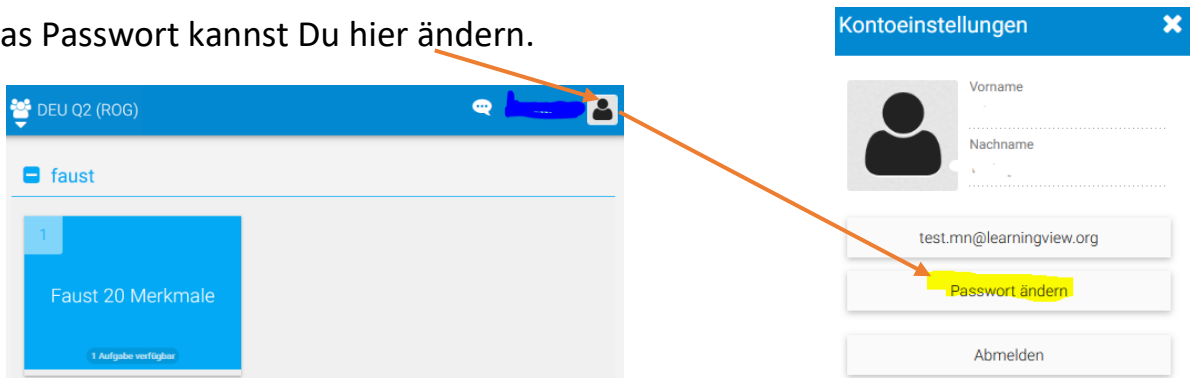 as Passwort kannst Du hier ändern.
DEU Q2 (ROG)
faust
1
Faust 20 Merkmale
1 Aufgabe verfügbar
Kontoeinstellungen
Vorname
Nachname
test.mn@learningview.org
Passwort ändern
Abmelden